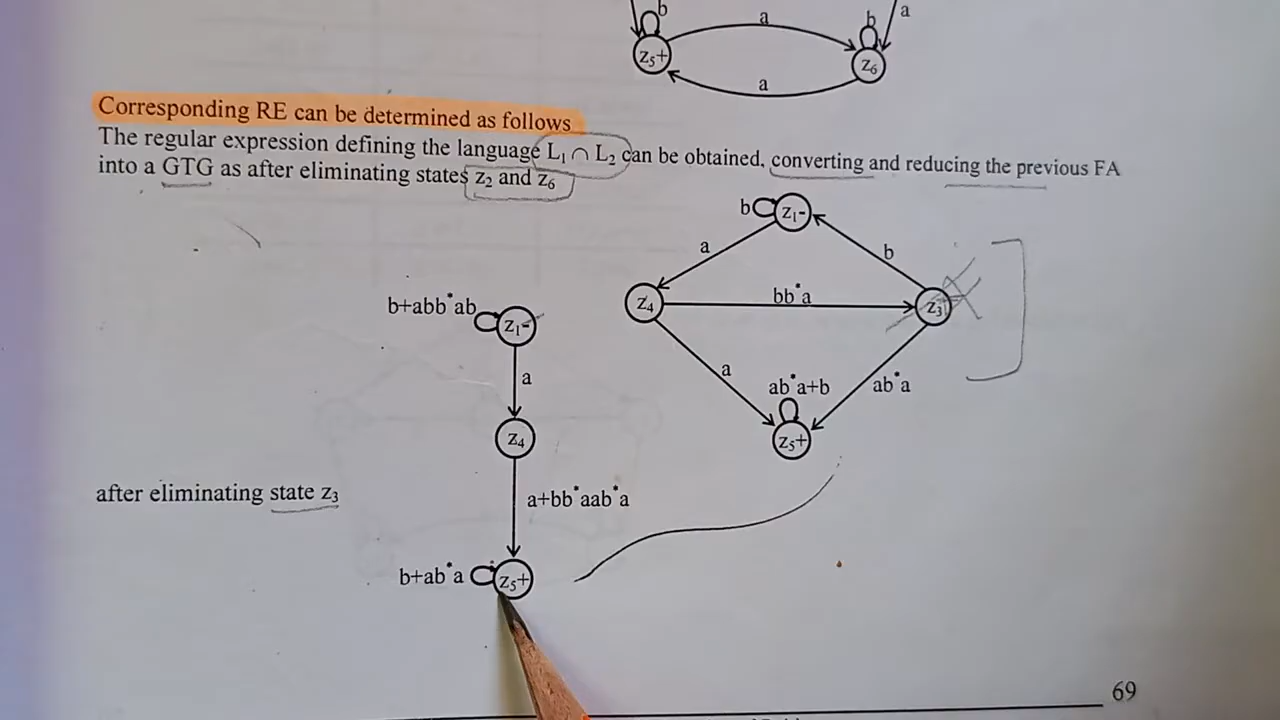 b
a
b
a
z₅+
z₆
a
Corresponding RE can be determined as follows
The regular expression defining the language L₁ ∩ L₂ can be obtained, converting and reducing the previous FA
into a GTG as after eliminating states z₂ and z₆
b
z₁-
a
b
z₄
bb*a
z₃
a
ab*a+b
ab*a
z₅+
b+abb*ab
z₁-
a
z₄
after eliminating state z₃
a+bb*aab*a
b+ab*a
z₅+
69